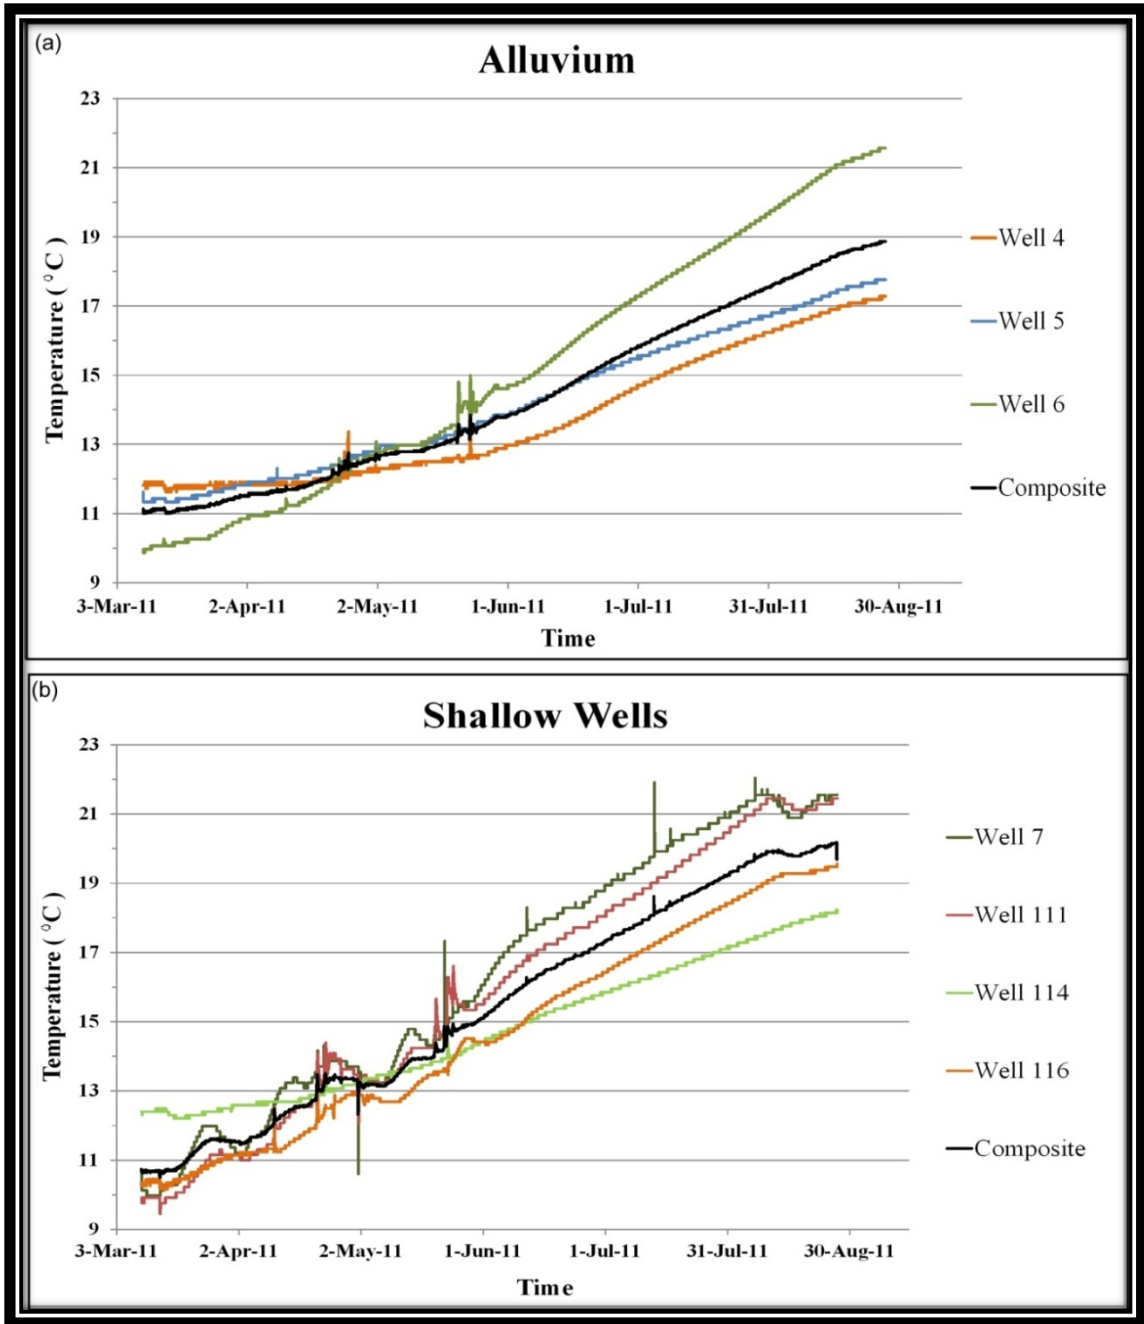 (a)
Alluvium
23
21
19
17
15
13
11
9
Temperature (°C)
3-Mar-11 2-Apr-11 2-May-11 1-Jun-11 1-Jul-11 31-Jul-11 30-Aug-11
Time
Well 4
Well 5
Well 6
Composite
(b)
Shallow Wells
23
21
19
17
15
13
11
9
Temperature (°C)
3-Mar-11 2-Apr-11 2-May-11 1-Jun-11 1-Jul-11 31-Jul-11 30-Aug-11
Time
Well 7
Well 111
Well 114
Well 116
Composite